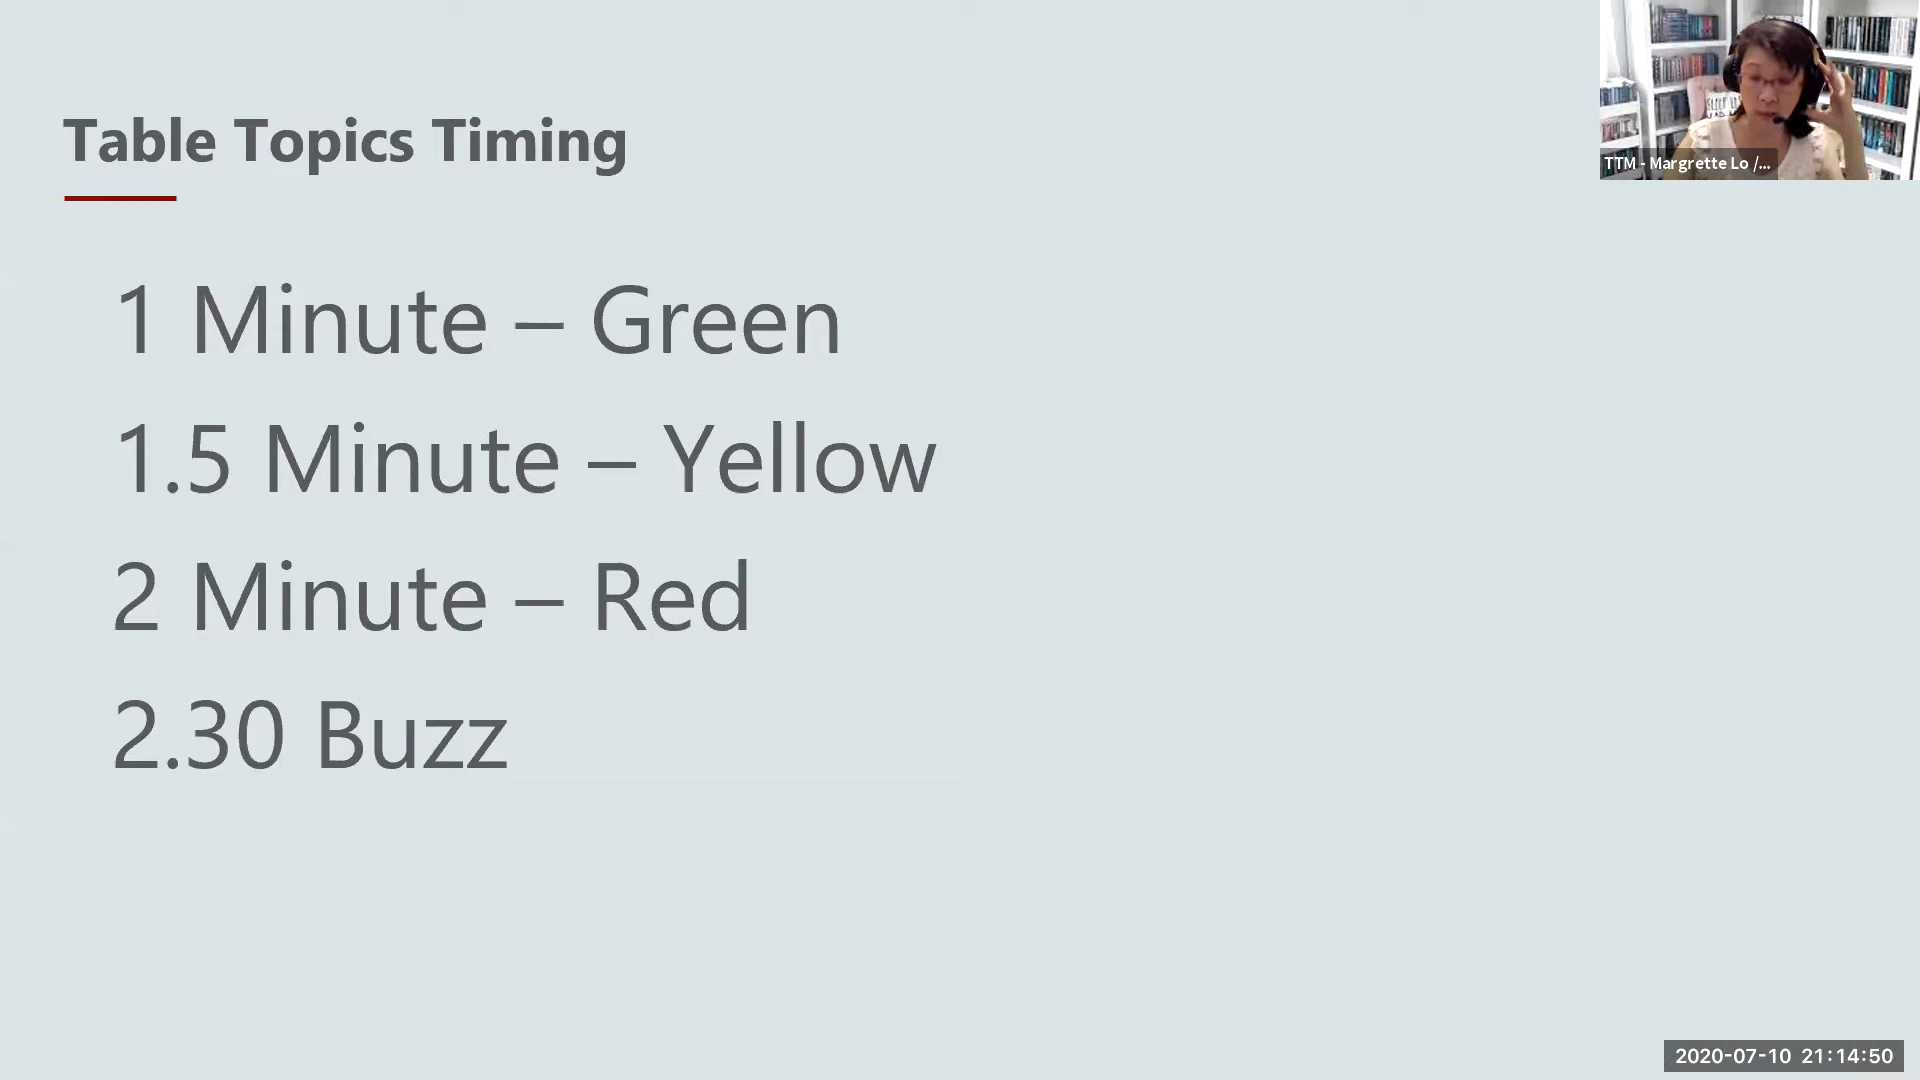 Table Topics Timing
1 Minute – Green
1.5 Minute – Yellow
2 Minute – Red
2.30 Buzz
TTM - Margrette Lo /...
2020-07-10 21:14:50